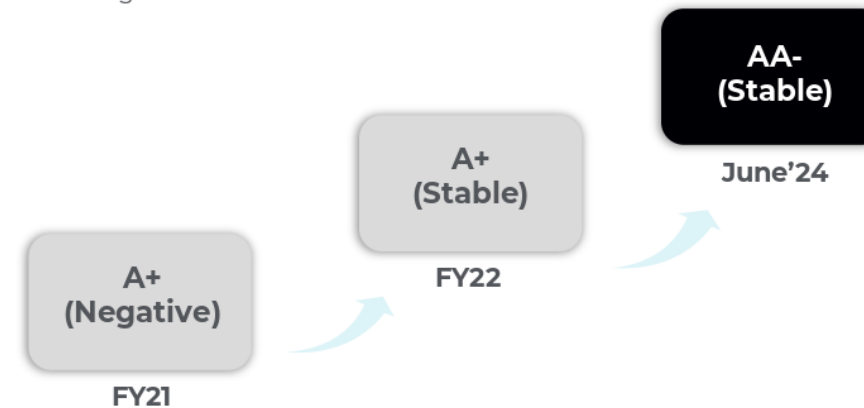 AA-
(Stable)
June’24
A+
(Stable)
FY22
A+
(Negative)
FY21